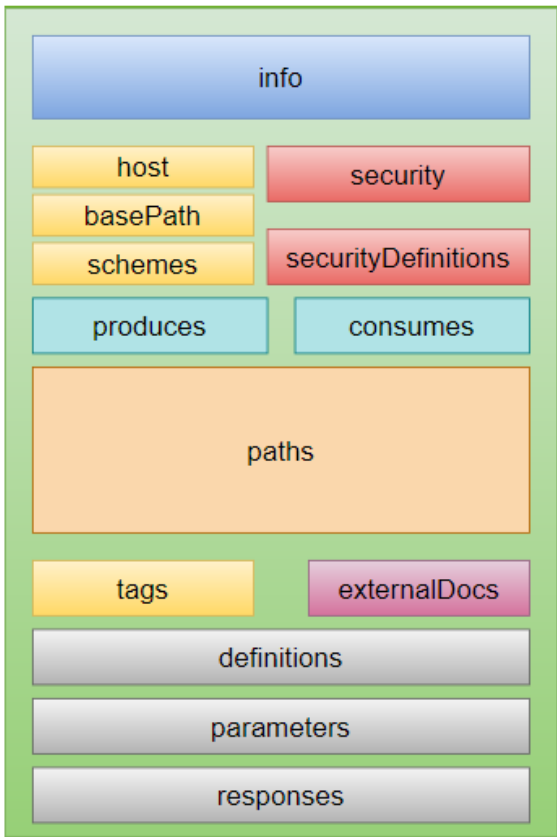 info
host
security
basePath
schemes
securityDefinitions
produces
consumes
paths
tags
externalDocs
definitions
parameters
responses